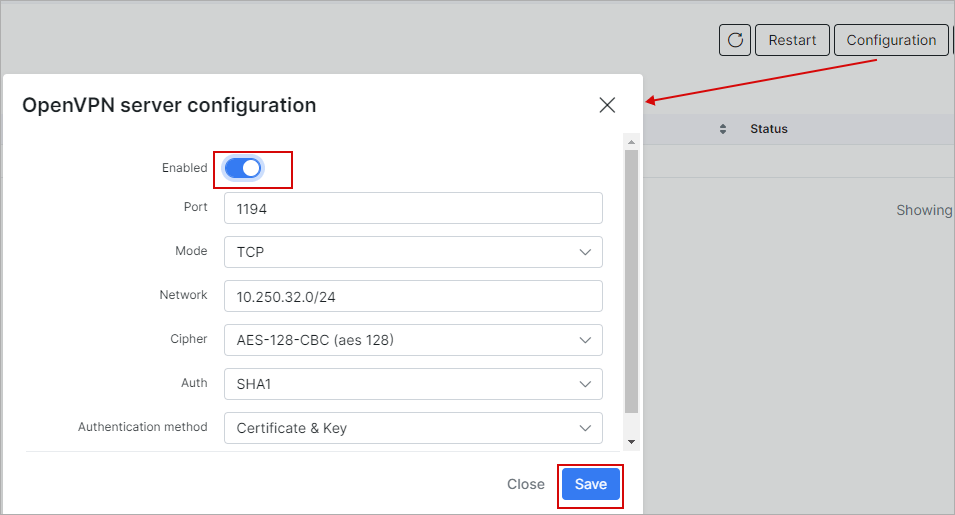 Restart Configuration
OpenVPN server configuration
Status
Enabled
Port 1194
Showing
Mode TCP
Network 10.250.32.0/24
Cipher AES-128-CBC (aes 128)
Auth SHA1
Authentication method Certificate & Key
Close Save